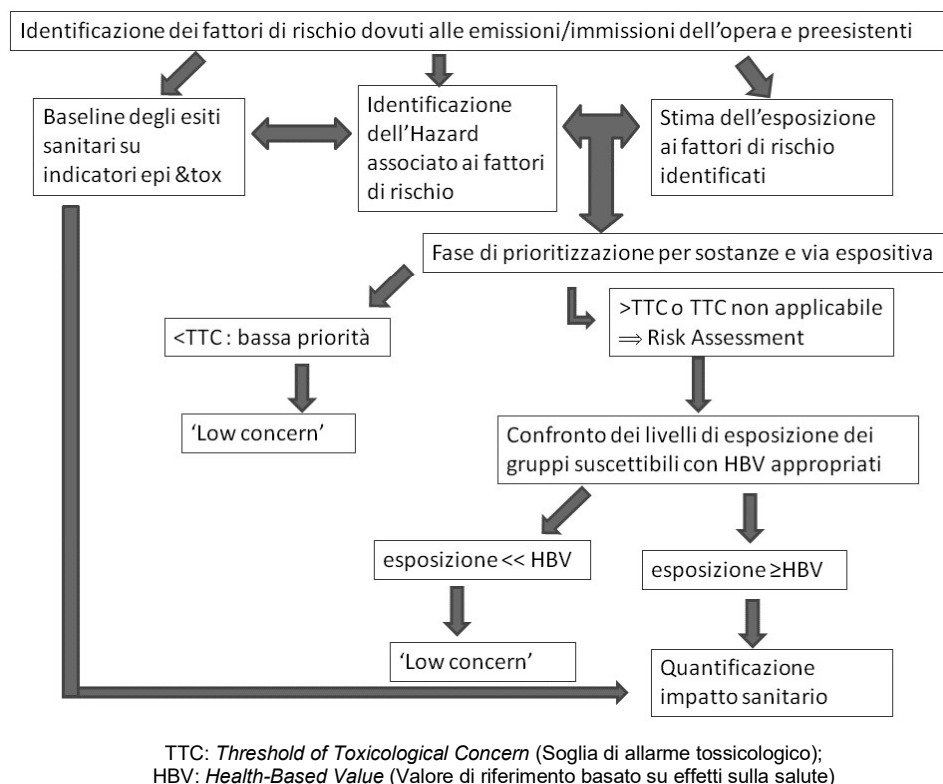 Identificazione dei fattori di rischio dovuti alle emissioni/immissioni dell'opera e preesistenti
Baseline degli esiti
sanitari su
indicatori epi &tox
Identificazione
dell'Hazard
associato ai fattori
di rischio
Stima dell'esposizione
ai fattori di rischio
identificati
Fase di prioritizzazione per sostanze e via espositiva
<TTC : bassa priorità
>TTC o TTC non applicabile
⇒ Risk Assessment
'Low concern'
Confronto dei livelli di esposizione dei
gruppi suscettibili con HBV appropriati
esposizione << HBV
esposizione ≥HBV
'Low concern'
Quantificazione
impatto sanitario
TTC: Threshold of Toxicological Concern (Soglia di allarme tossicologico);
HBV: Health-Based Value (Valore di riferimento basato su effetti sulla salute)